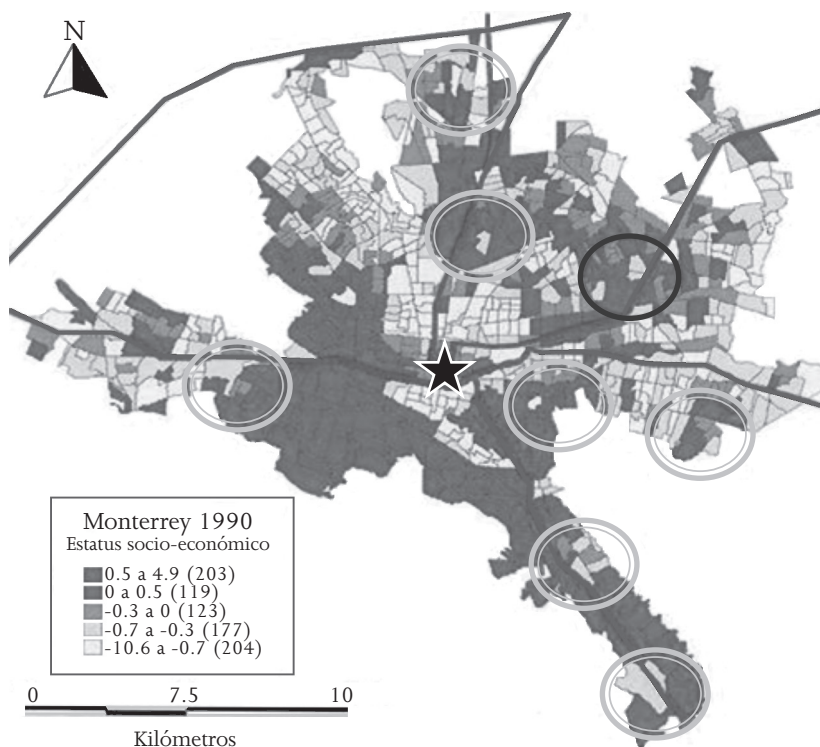 N
Monterrey 1990
Estatus socio-económico
0.5 a 4.9 (203)
0 a 0.5 (119)
-0.3 a 0 (123)
-0.7 a -0.3 (177)
-10.6 a -0.7 (204)
0 7.5 10
Kilómetros